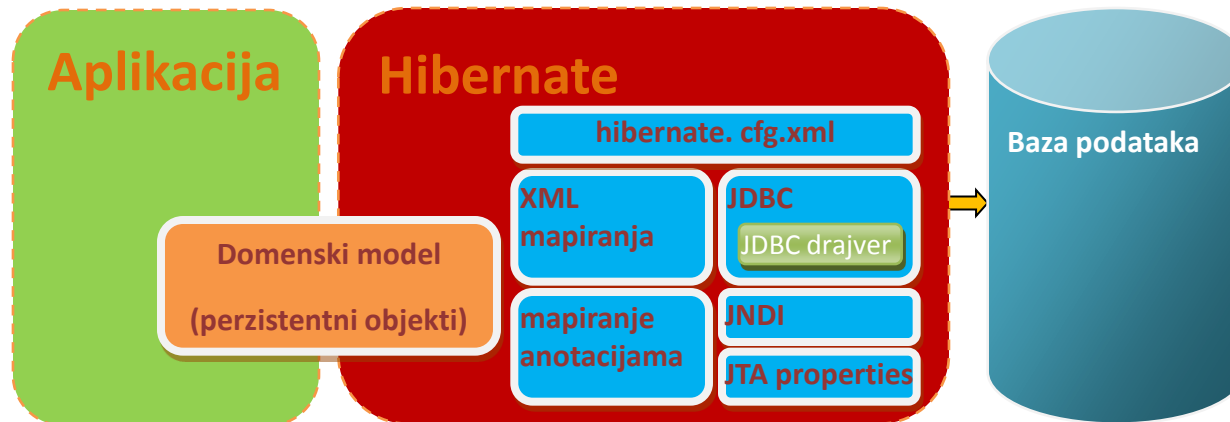 Aplikacija
Hibernate
hibernate. cfg.xml
XML
mapiranja
JDBC
JDBC drajver
Domenski model
(perzistentni objekti)
mapiranje
anotacijama
JNDI
JTA properties
Baza podataka